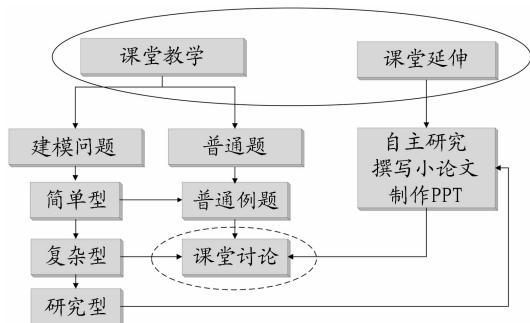 课堂教学
课堂延伸
建模问题
普通题
自主研究
撰写小论文
制作PPT
简单型
普通例题
复杂型
课堂讨论
研究型